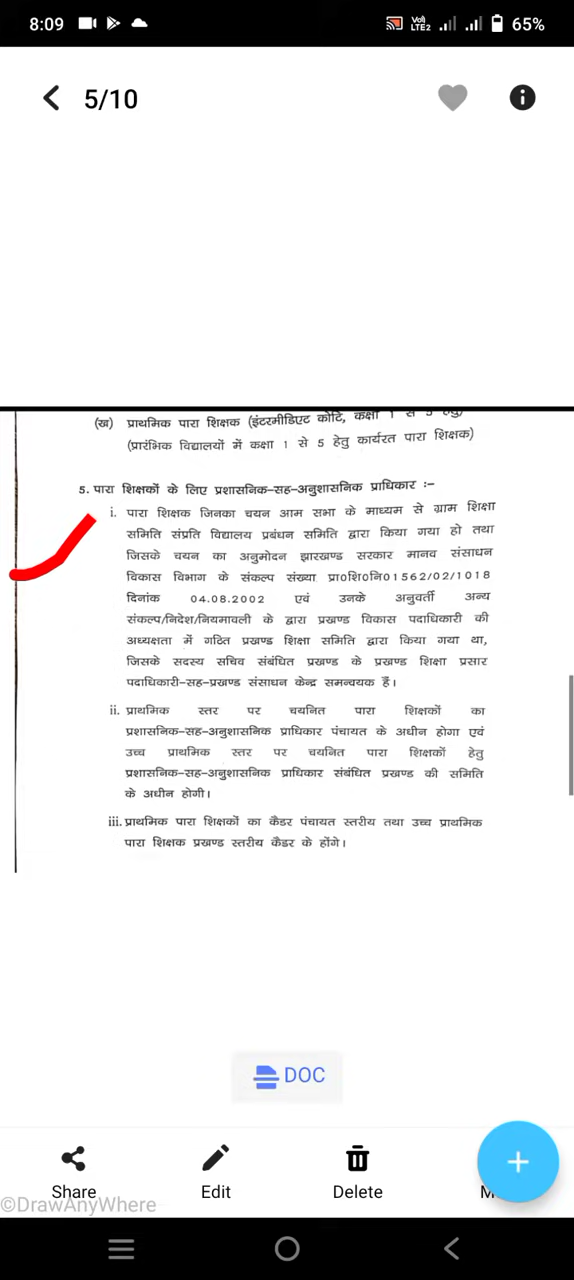 8:09
Vo)) LTE2
65%
5/10
(ख) प्राथमिक पारा शिक्षक (इंटरमीडिएट कोटि, कक्षा 1 से 5 हेतु)
(प्रारंभिक विद्यालयों में कक्षा 1 से 5 हेतु कार्यरत पारा शिक्षक)
5. पारा शिक्षकों के लिए प्रशासनिक–सह–अनुशासनिक प्राधिकार :–
i. पारा शिक्षक जिनका चयन आम सभा के माध्यम से ग्राम शिक्षा
समिति संप्रति विद्यालय प्रबंधन समिति द्वारा किया गया हो तथा
जिसके चयन का अनुमोदन झारखण्ड सरकार मानव संसाधन
विकास विभाग के संकल्प संख्या प्रा0शि0नि01562/02/1018
दिनांक 04.08.2002 एवं उनके अनुवर्ती अन्य
संकल्प/निदेश/नियमावली के द्वारा प्रखण्ड विकास पदाधिकारी की
अध्यक्षता में गठित प्रखण्ड शिक्षा समिति द्वारा किया गया था,
जिसके सदस्य सचिव संबंधित प्रखण्ड के प्रखण्ड शिक्षा प्रसार
पदाधिकारी–सह–प्रखण्ड संसाधन केन्द्र समन्वयक हैं।
ii. प्राथमिक स्तर पर चयनित पारा शिक्षकों का
प्रशासनिक–सह–अनुशासनिक प्राधिकार पंचायत के अधीन होगा एवं
उच्च प्राथमिक स्तर पर चयनित पारा शिक्षकों हेतु
प्रशासनिक–सह–अनुशासनिक प्राधिकार संबंधित प्रखण्ड की समिति
के अधीन होगी।
iii. प्राथमिक पारा शिक्षकों का कैडर पंचायत स्तरीय तथा उच्च प्राथमिक
पारा शिक्षक प्रखण्ड स्तरीय कैडर के होंगे।
DOC
Share Edit Delete M
©DrawAnyWhere